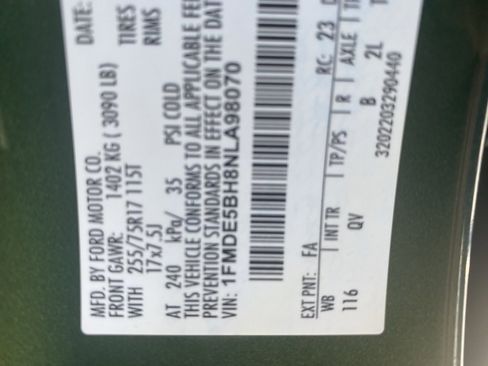 MFD. BY FORD MOTOR CO.
DATE:
FRONT GAWR: 1402 KG ( 3090 LB)
WITH 255/75R17 115T TIRES
17x7.5J RIMS
AT 240 kPa/ 35 PSI COLD
THIS VEHICLE CONFORMS TO ALL APPLICABLE FE
PREVENTION STANDARDS IN EFFECT ON THE DAT
VIN: 1FMDE5BH8NLA98070
EXT PNT: FA RC: 23
WB INT TR TP/PS R AXLE
116 QV B 2L
3202203290440